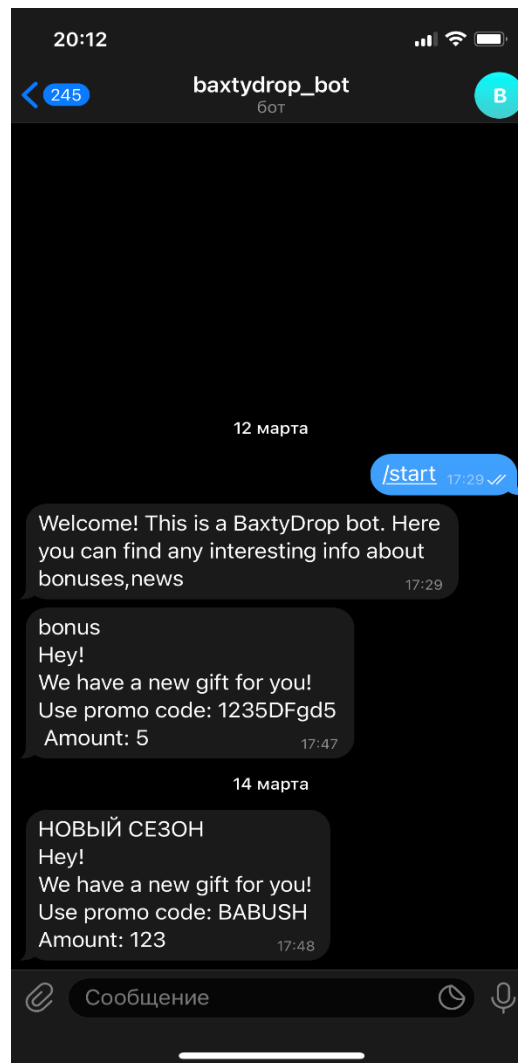 20:12
245
baxtydrop_bot
бот
B
12 марта
/start 17:29
Welcome! This is a BaxtyDrop bot. Here
you can find any interesting info about
bonuses,news
17:29
bonus
Hey!
We have a new gift for you!
Use promo code: 1235DFgd5
Amount: 5
17:47
14 марта
НОВЫЙ СЕЗОН
Hey!
We have a new gift for you!
Use promo code: BABUSH
Amount: 123
17:48
Сообщение